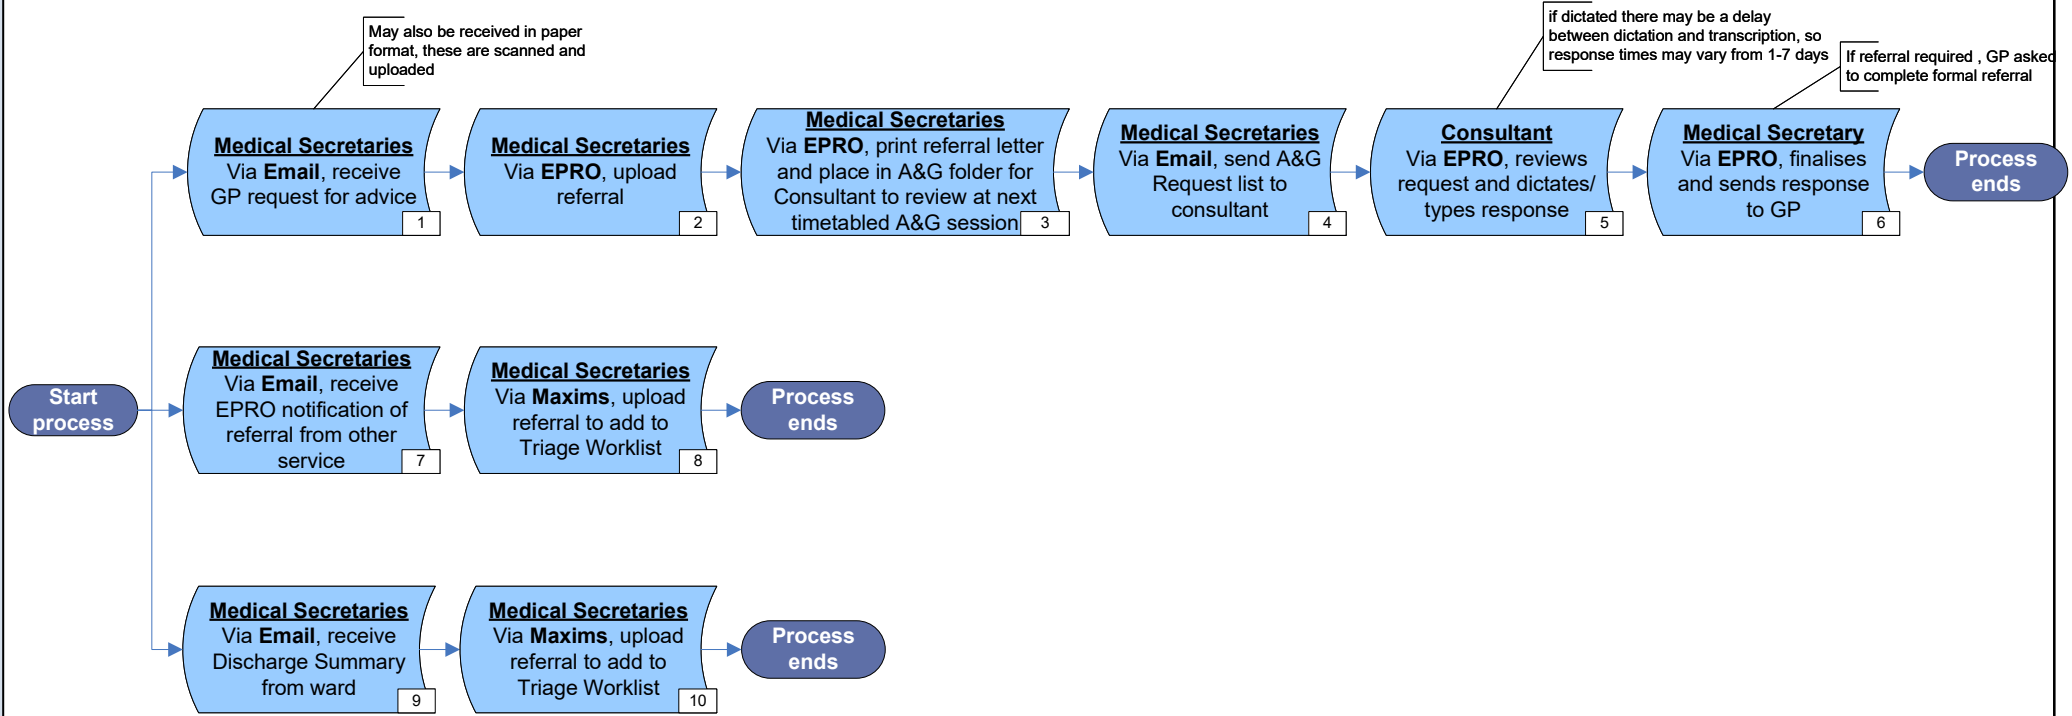 May also be received in paper
format, these are scanned and
uploaded
if dictated there may be a delay
between dictation and transcription, so
response times may vary from 1-7 days
If referral required , GP asked
to complete formal referral
Medical Secretaries
Via Email, receive
GP request for advice
1
Medical Secretaries
Via EPRO, upload
referral
2
Medical Secretaries
Via EPRO, print referral letter
and place in A&G folder for
Consultant to review at next
timetabled A&G session
3
Medical Secretaries
Via Email, send A&G
Request list to
consultant
4
Consultant
Via EPRO, reviews
request and dictates/
types response
5
Medical Secretary
Via EPRO, finalises
and sends response
to GP
6
Process
ends
Start
process
Medical Secretaries
Via Email, receive
EPRO notification of
referral from other
service
7
Medical Secretaries
Via Maxims, upload
referral to add to
Triage Worklist
8
Process
ends
Medical Secretaries
Via Email, receive
Discharge Summary
from ward
9
Medical Secretaries
Via Maxims, upload
referral to add to
Triage Worklist
10
Process
ends